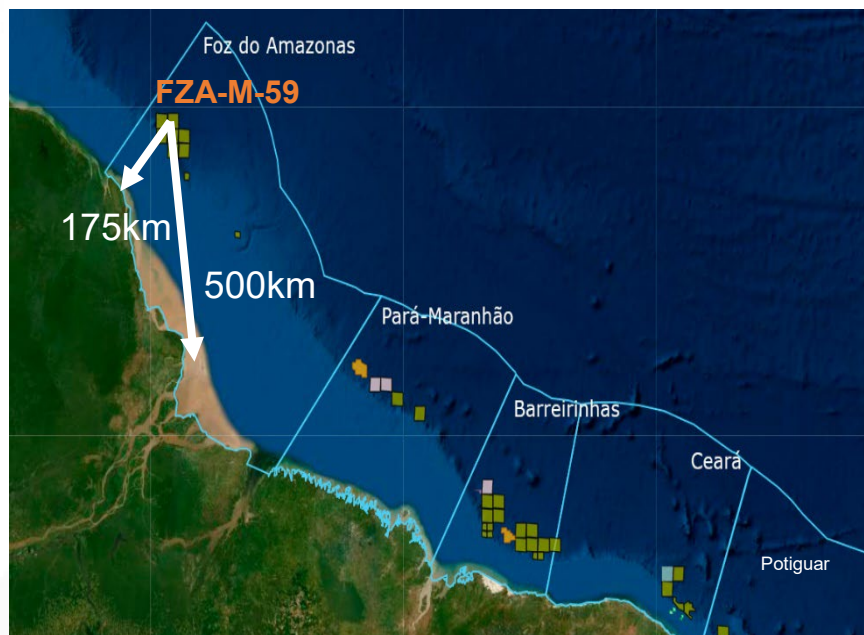 Foz do Amazonas
FZA-M-59
175km
500km
Pará-Maranhão
Barreirinhas
Ceará
Potiguar